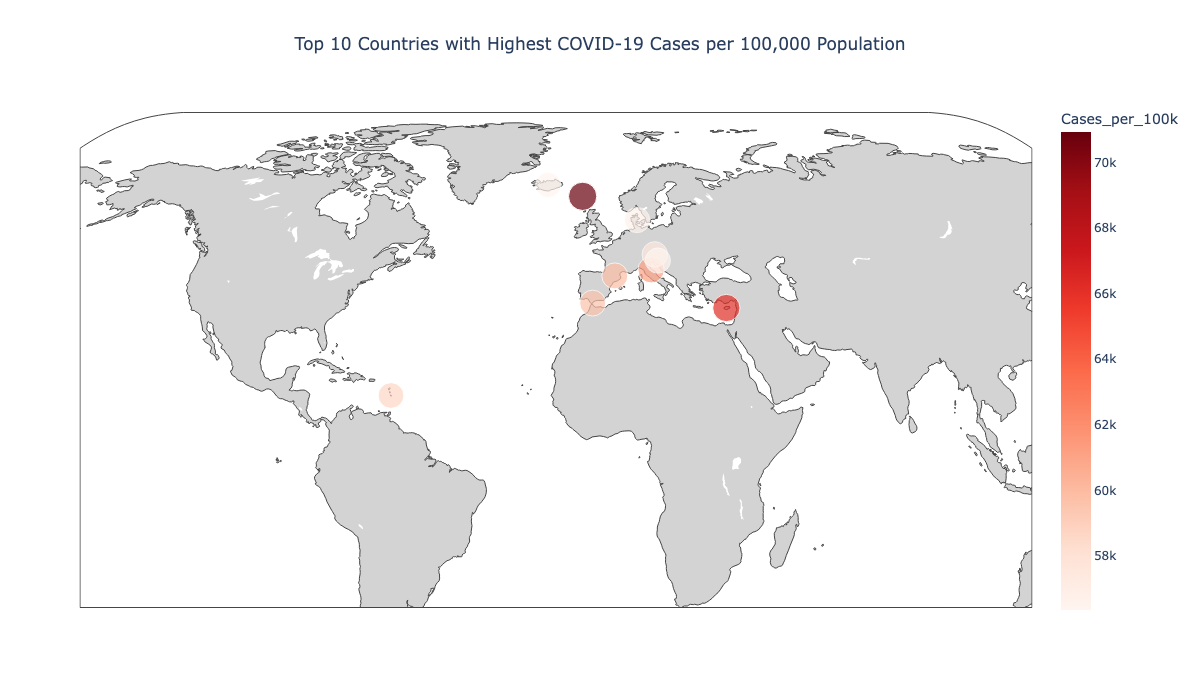 Top 10 Countries with Highest COVID-19 Cases per 100,000 Population
Cases_per_100k
70k
68k
66k
64k
62k
60k
58k